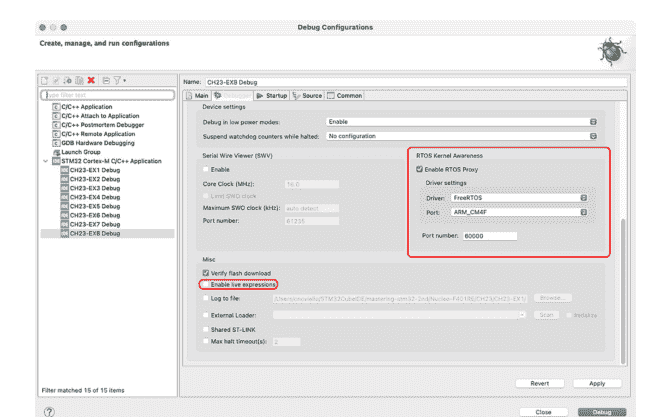 Debug Configurations
Create, manage, and run configurations
type filter text
C/C++ Application
C/C++ Attach to Application
C/C++ Postmortem Debugger
C/C++ Remote Application
GDB Hardware Debugging
Launch Group
STM32 Cortex-M C/C++ Application
CH23-EX1 Debug
CH23-EX2 Debug
CH23-EX3 Debug
CH23-EX4 Debug
CH23-EX5 Debug
CH23-EX6 Debug
CH23-EX7 Debug
CH23-EX8 Debug
Filter matched 15 of 15 items
Name: CH23-EX8 Debug
Main Startup Source Common
Device settings
Debug in low power modes: Enable
Suspend watchdog counters while halted: No configuration
Serial Wire Viewer (SWV)
Enable
Core Clock (MHz): 16.0
Limit SWO clock
Maximum SWO clock (kHz): auto detect
Port number: 61235
RTOS Kernel Awareness
Enable RTOS Proxy
Driver settings
Driver: FreeRTOS
Port: ARM_CM4F
Port number: 60000
Misc
Verify flash download
Enable live expressions
Log to file: Browse...
External Loader: Scan Initialize
Shared ST-LINK
Max halt timeout(s): 2
Revert Apply
? Close Debug